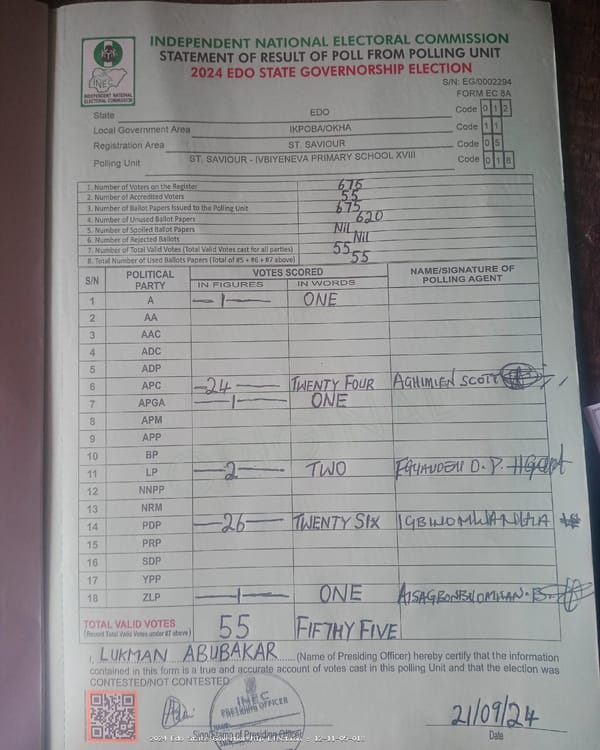 INDEPENDENT NATIONAL ELECTORAL COMMISSION
STATEMENT OF RESULT OF POLL FROM POLLING UNIT
2024 EDO STATE GOVERNORSHIP ELECTION
INEC
INDEPENDENT NATIONAL
ELECTORAL COMMISSION
S/N: EG/0002294
FORM EC 8A
State EDO Code 0 1 2
Local Government Area IKPOBA/OKHA Code 1 1
Registration Area ST. SAVIOUR Code 0 5
Polling Unit ST. SAVIOUR - IVBIYENEVA PRIMARY SCHOOL XVIII Code 0 1 8
1. Number of Voters on the Register 675
2. Number of Accredited Voters 55
3. Number of Ballot Papers Issued to the Polling Unit 675
4. Number of Unused Ballot Papers 620
5. Number of Spoiled Ballot Papers Nil
6. Number of Rejected Ballots Nil
7. Number of Total Valid Votes (Total Valid Votes cast for all parties) 55
8. Total Number of Used Ballots Papers (Total of #5 + #6 + #7 above) 55
S/N POLITICAL PARTY VOTES SCORED NAME/SIGNATURE OF POLLING AGENT
IN FIGURES IN WORDS
1 A 1 ONE
2 AA
3 AAC
4 ADC
5 ADP
6 APC 24 TWENTY FOUR AGHIMIEN SCOTT
7 APGA 1 ONE
8 APM
9 APP
10 BP
11 LP 2 TWO
12 NNPP
13 NRM
14 PDP 26 TWENTY SIX
15 PRP
16 SDP
17 YPP
18 ZLP 1 ONE
TOTAL VALID VOTES 55 FIFTHY FIVE
(Record Total Valid Votes under #7 above)
I, LUKMAN ABUBAKAR (Name of Presiding Officer) hereby certify that the information
contained in this form is a true and accurate account of votes cast in this polling Unit and that the election was
CONTESTED/NOT CONTESTED
INEC
PRESIDING OFFICER
21/09/24
Sign/Stamp of Presiding Officer Date